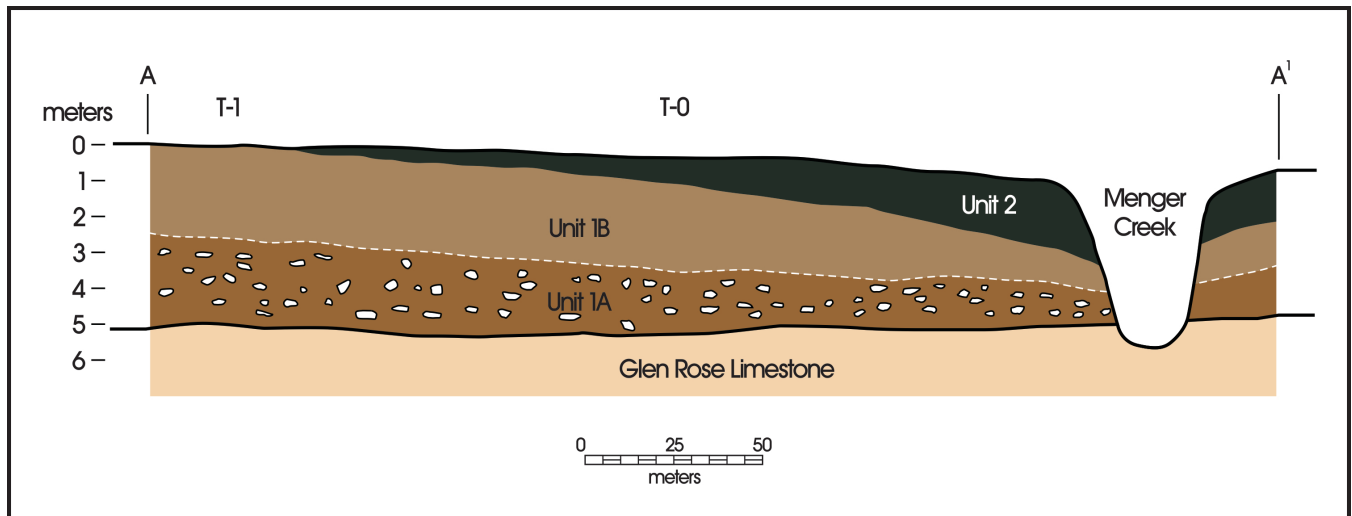 A
A¹
T-1
T-0
meters
0
1
2
3
4
5
6
Unit 2
Menger
Creek
Unit 1B
Unit 1A
Glen Rose Limestone
0 25 50
meters